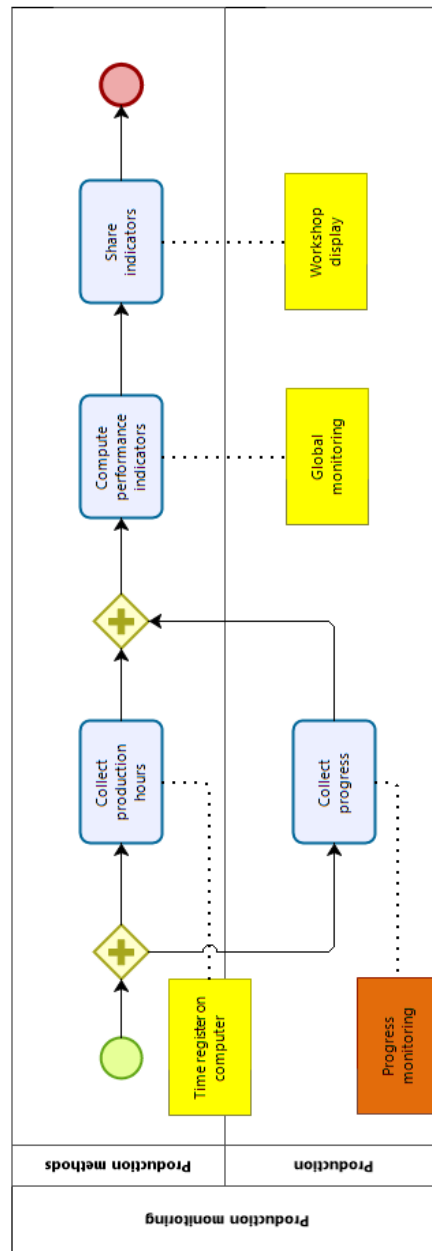 Production monitoring
Production methods
Production
Time register on
computer
Collect
production
hours
Compute
performance
indicators
Share
indicators
Progress
monitoring
Collect
progress
Global
monitoring
Workshop
display